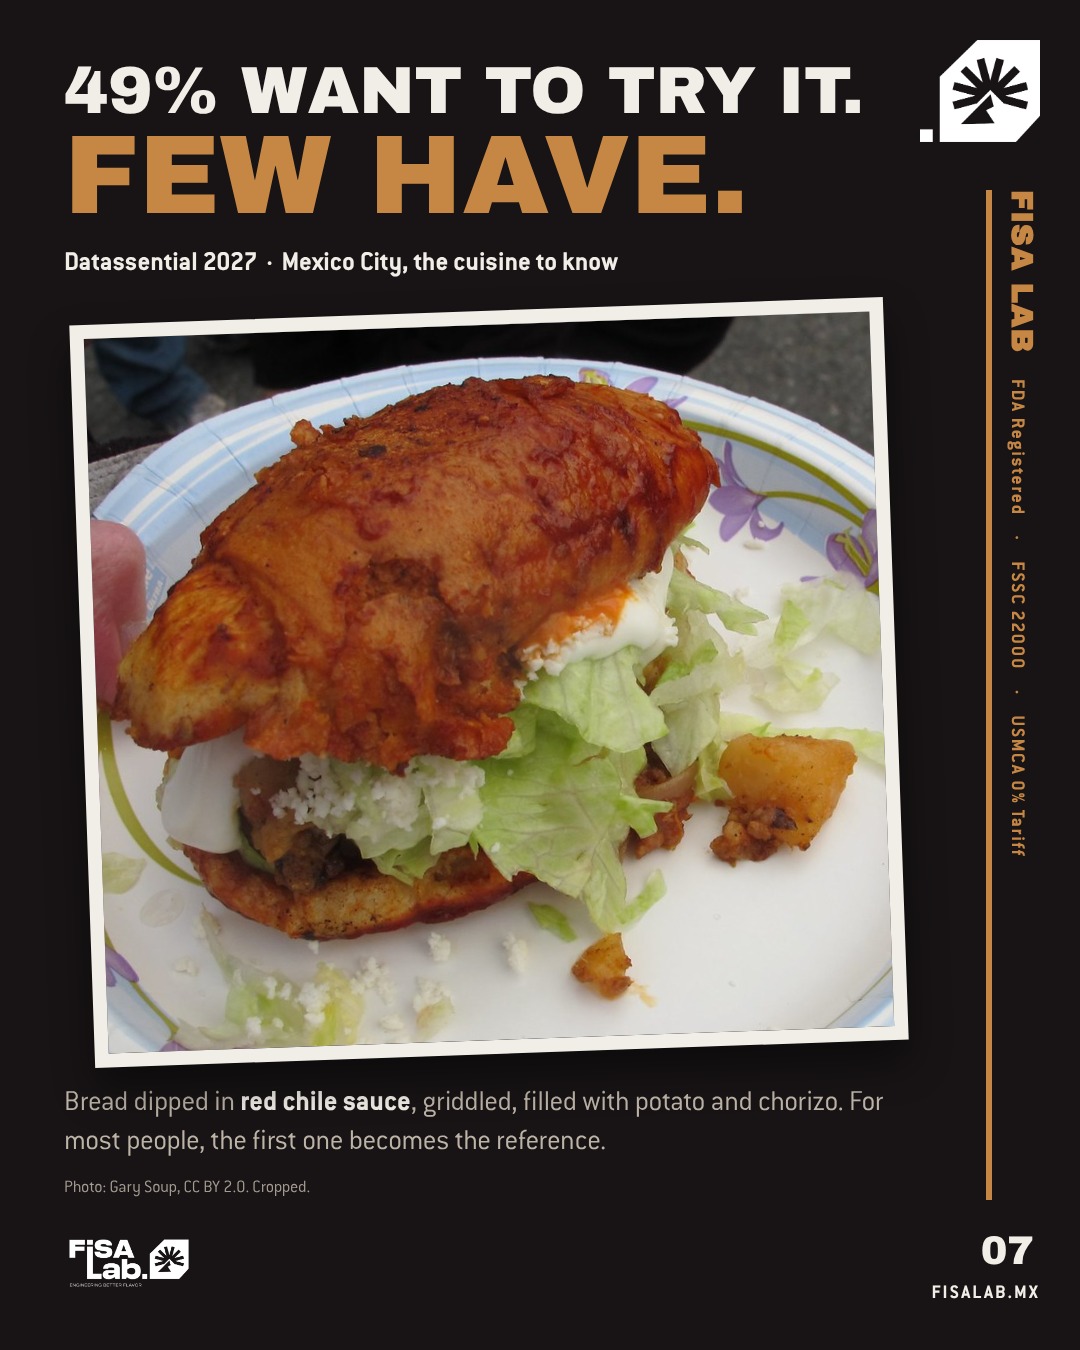 49% WANT TO TRY IT.
FEW HAVE.
Datassential 2027 · Mexico City, the cuisine to know
FISA LAB FDA Registered · FSSC 22000 · USMCA 0% Tariff
Bread dipped in red chile sauce, griddled, filled with potato and chorizo. For
most people, the first one becomes the reference.
Photo: Gary Soup, CC BY 2.0. Cropped.
FiSA
Lab.
ENGINEERING BETTER FLAVOR
07
FISALAB.MX